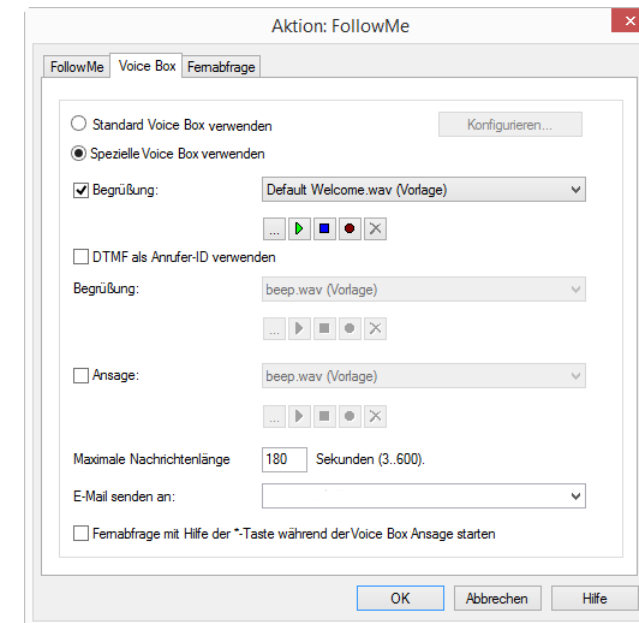 Aktion: FollowMe
FollowMe Voice Box Fernabfrage
Standard Voice Box verwenden Konfigurieren...
Spezielle Voice Box verwenden
Begrüßung: Default Welcome.wav (Vorlage)
...
DTMF als Anrufer-ID verwenden
Begrüßung: beep.wav (Vorlage)
...
Ansage: beep.wav (Vorlage)
...
Maximale Nachrichtenlänge 180 Sekunden (3..600).
E-Mail senden an:
Fernabfrage mit Hilfe der *-Taste während der Voice Box Ansage starten
OK Abbrechen Hilfe